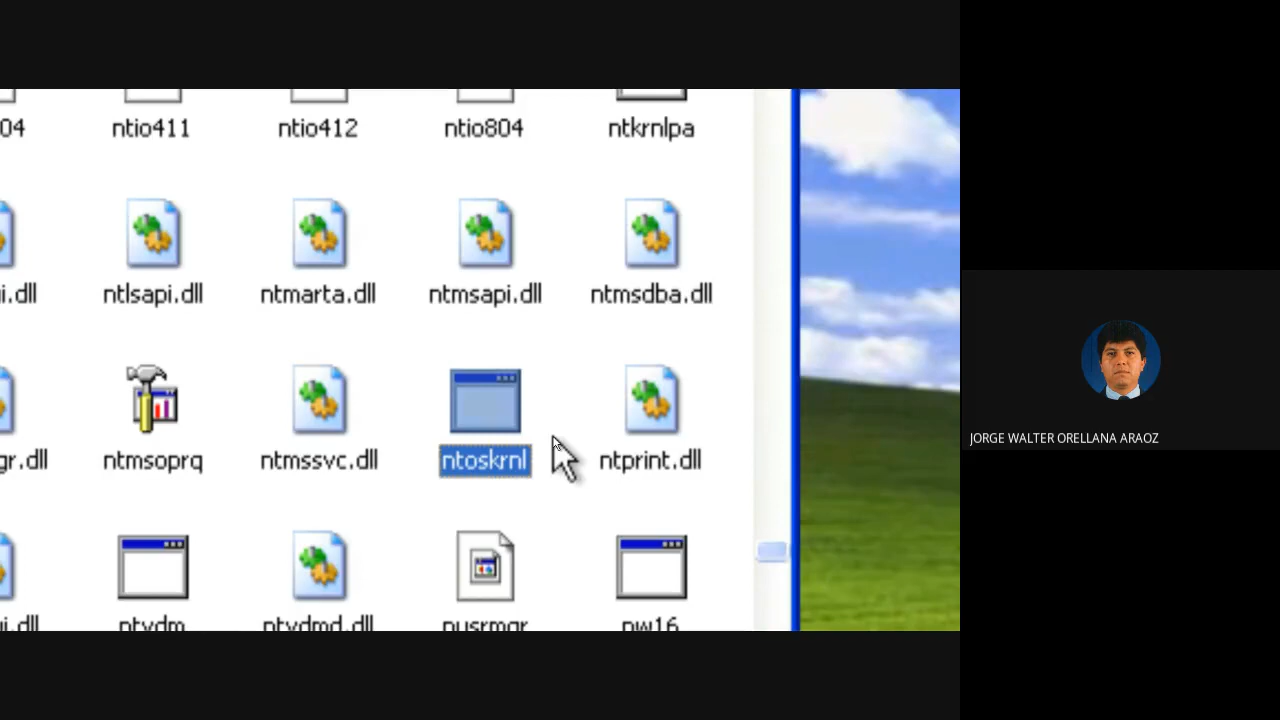 04 ntio411 ntio412 ntio804 ntkrnlpa
i.dll ntlsapi.dll ntmarta.dll ntmsapi.dll ntmsdba.dll
gr.dll ntmsoprq ntmssvc.dll ntoskrnl ntprint.dll
ui.dll ntvdm ntvdmd.dll nusrmgr nw16
JORGE WALTER ORELLANA ARAOZ